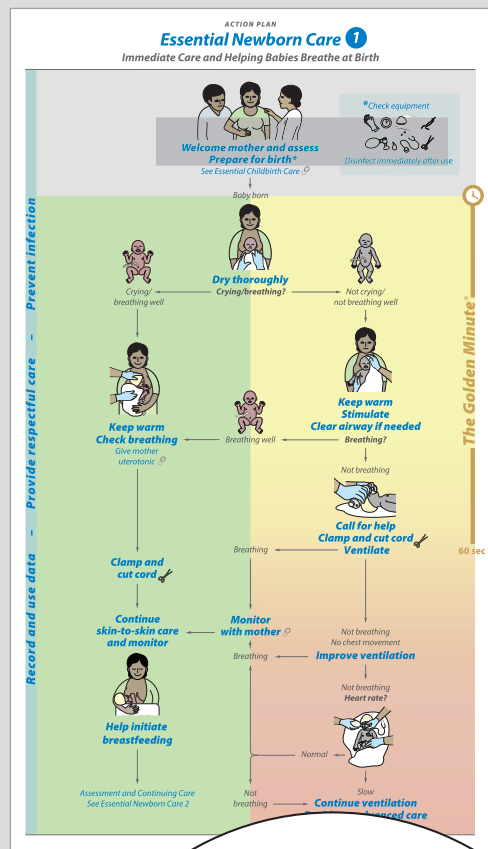 ACTION PLAN
Essential Newborn Care 1
Immediate Care and Helping Babies Breathe at Birth
*Check equipment
Disinfect immediately after use
Welcome mother and assess
Prepare for birth*
See Essential Childbirth Care
Baby born
Dry thoroughly
Crying/breathing?
Crying/
breathing well
Not crying/
not breathing well
Keep warm
Stimulate
Clear airway if needed
Breathing?
Keep warm
Check breathing
Give mother
uterotonic
Breathing well
Not breathing
Call for help
Clamp and cut cord
Ventilate
Breathing
Clamp and
cut cord
Continue
skin-to-skin care
and monitor
Monitor
with mother
Not breathing
No chest movement
Improve ventilation
Breathing
Not breathing
Heart rate?
Help initiate
breastfeeding
Normal
Slow
Assessment and Continuing Care
See Essential Newborn Care 2
Not
breathing
Continue ventilation
care
Prevent infection
– Provide respectful care
– Record and use data
The Golden Minute®
60 sec